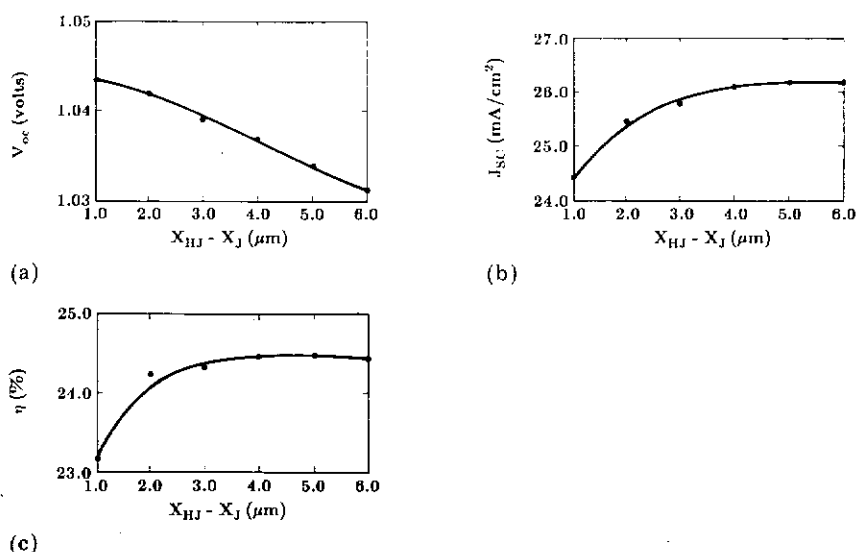 1.05
1.04
1.03
V_oc (volts)
1.0 2.0 3.0 4.0 5.0 6.0
X_HJ - X_J (μm)
(a)
27.0
26.0
25.0
24.0
J_SC (mA/cm²)
1.0 2.0 3.0 4.0 5.0 6.0
X_HJ - X_J (μm)
(b)
25.0
24.0
23.0
η (%)
1.0 2.0 3.0 4.0 5.0 6.0
X_HJ - X_J (μm)
(c)